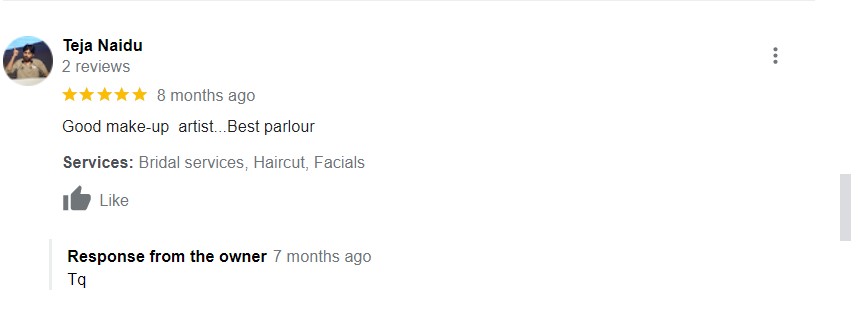 Teja Naidu
2 reviews
8 months ago
Good make-up  artist...Best parlour
Services: Bridal services, Haircut, Facials
Like
Response from the owner 7 months ago
Tq